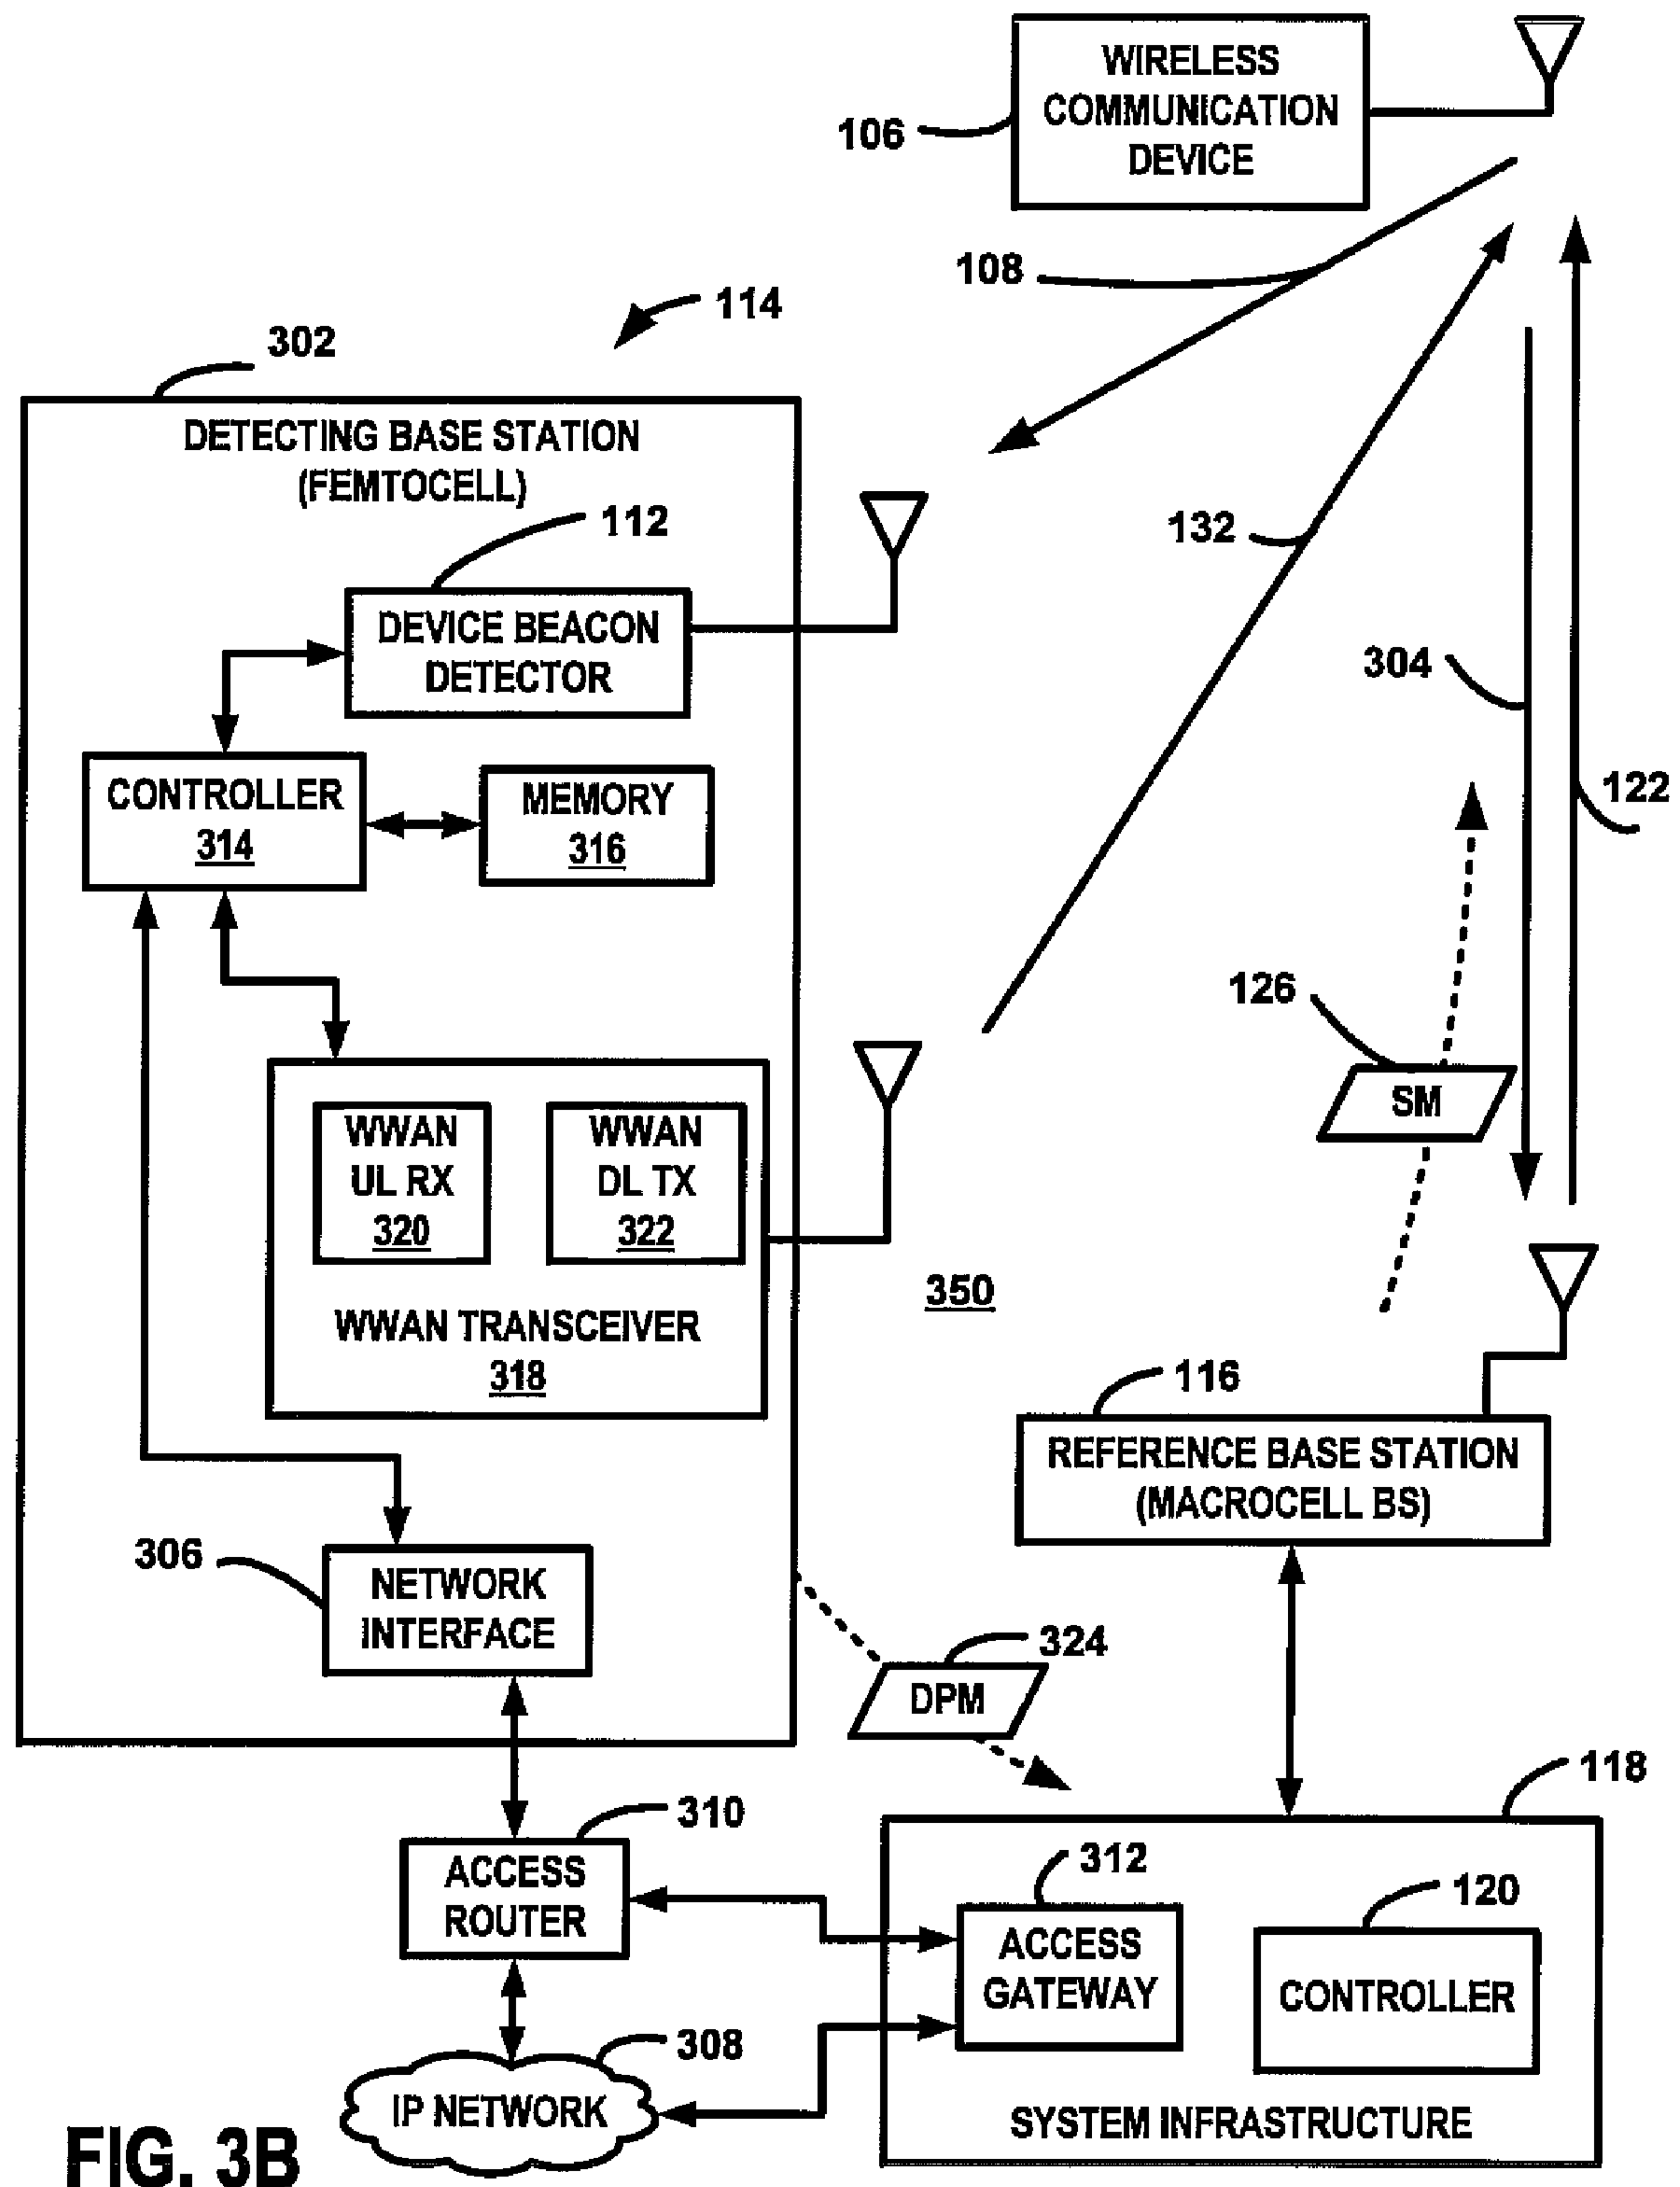 WIRELESS
COMMUNICATION
DEVICE
106
108
114
302
DETECTING BASE STATION
(FEMTOCELL)
112
132
DEVICE BEACON
DETECTOR
304
CONTROLLER
314
MEMORY
316
122
126
SM
WWAN
UL RX
320
WWAN
DL TX
322
350
WWAN TRANSCEIVER
318
116
REFERENCE BASE STATION
(MACROCELL BS)
306
NETWORK
INTERFACE
324
DPM
118
310
ACCESS
ROUTER
312
120
ACCESS
GATEWAY
CONTROLLER
308
IP NETWORK
SYSTEM INFRASTRUCTURE
FIG. 3B